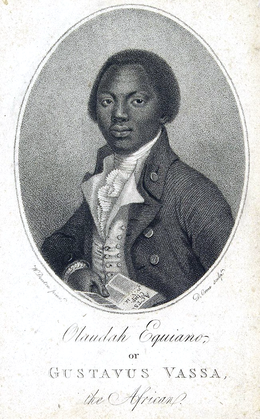 Olaudah Equiano,
or
GUSTAVUS VASSA,
the African